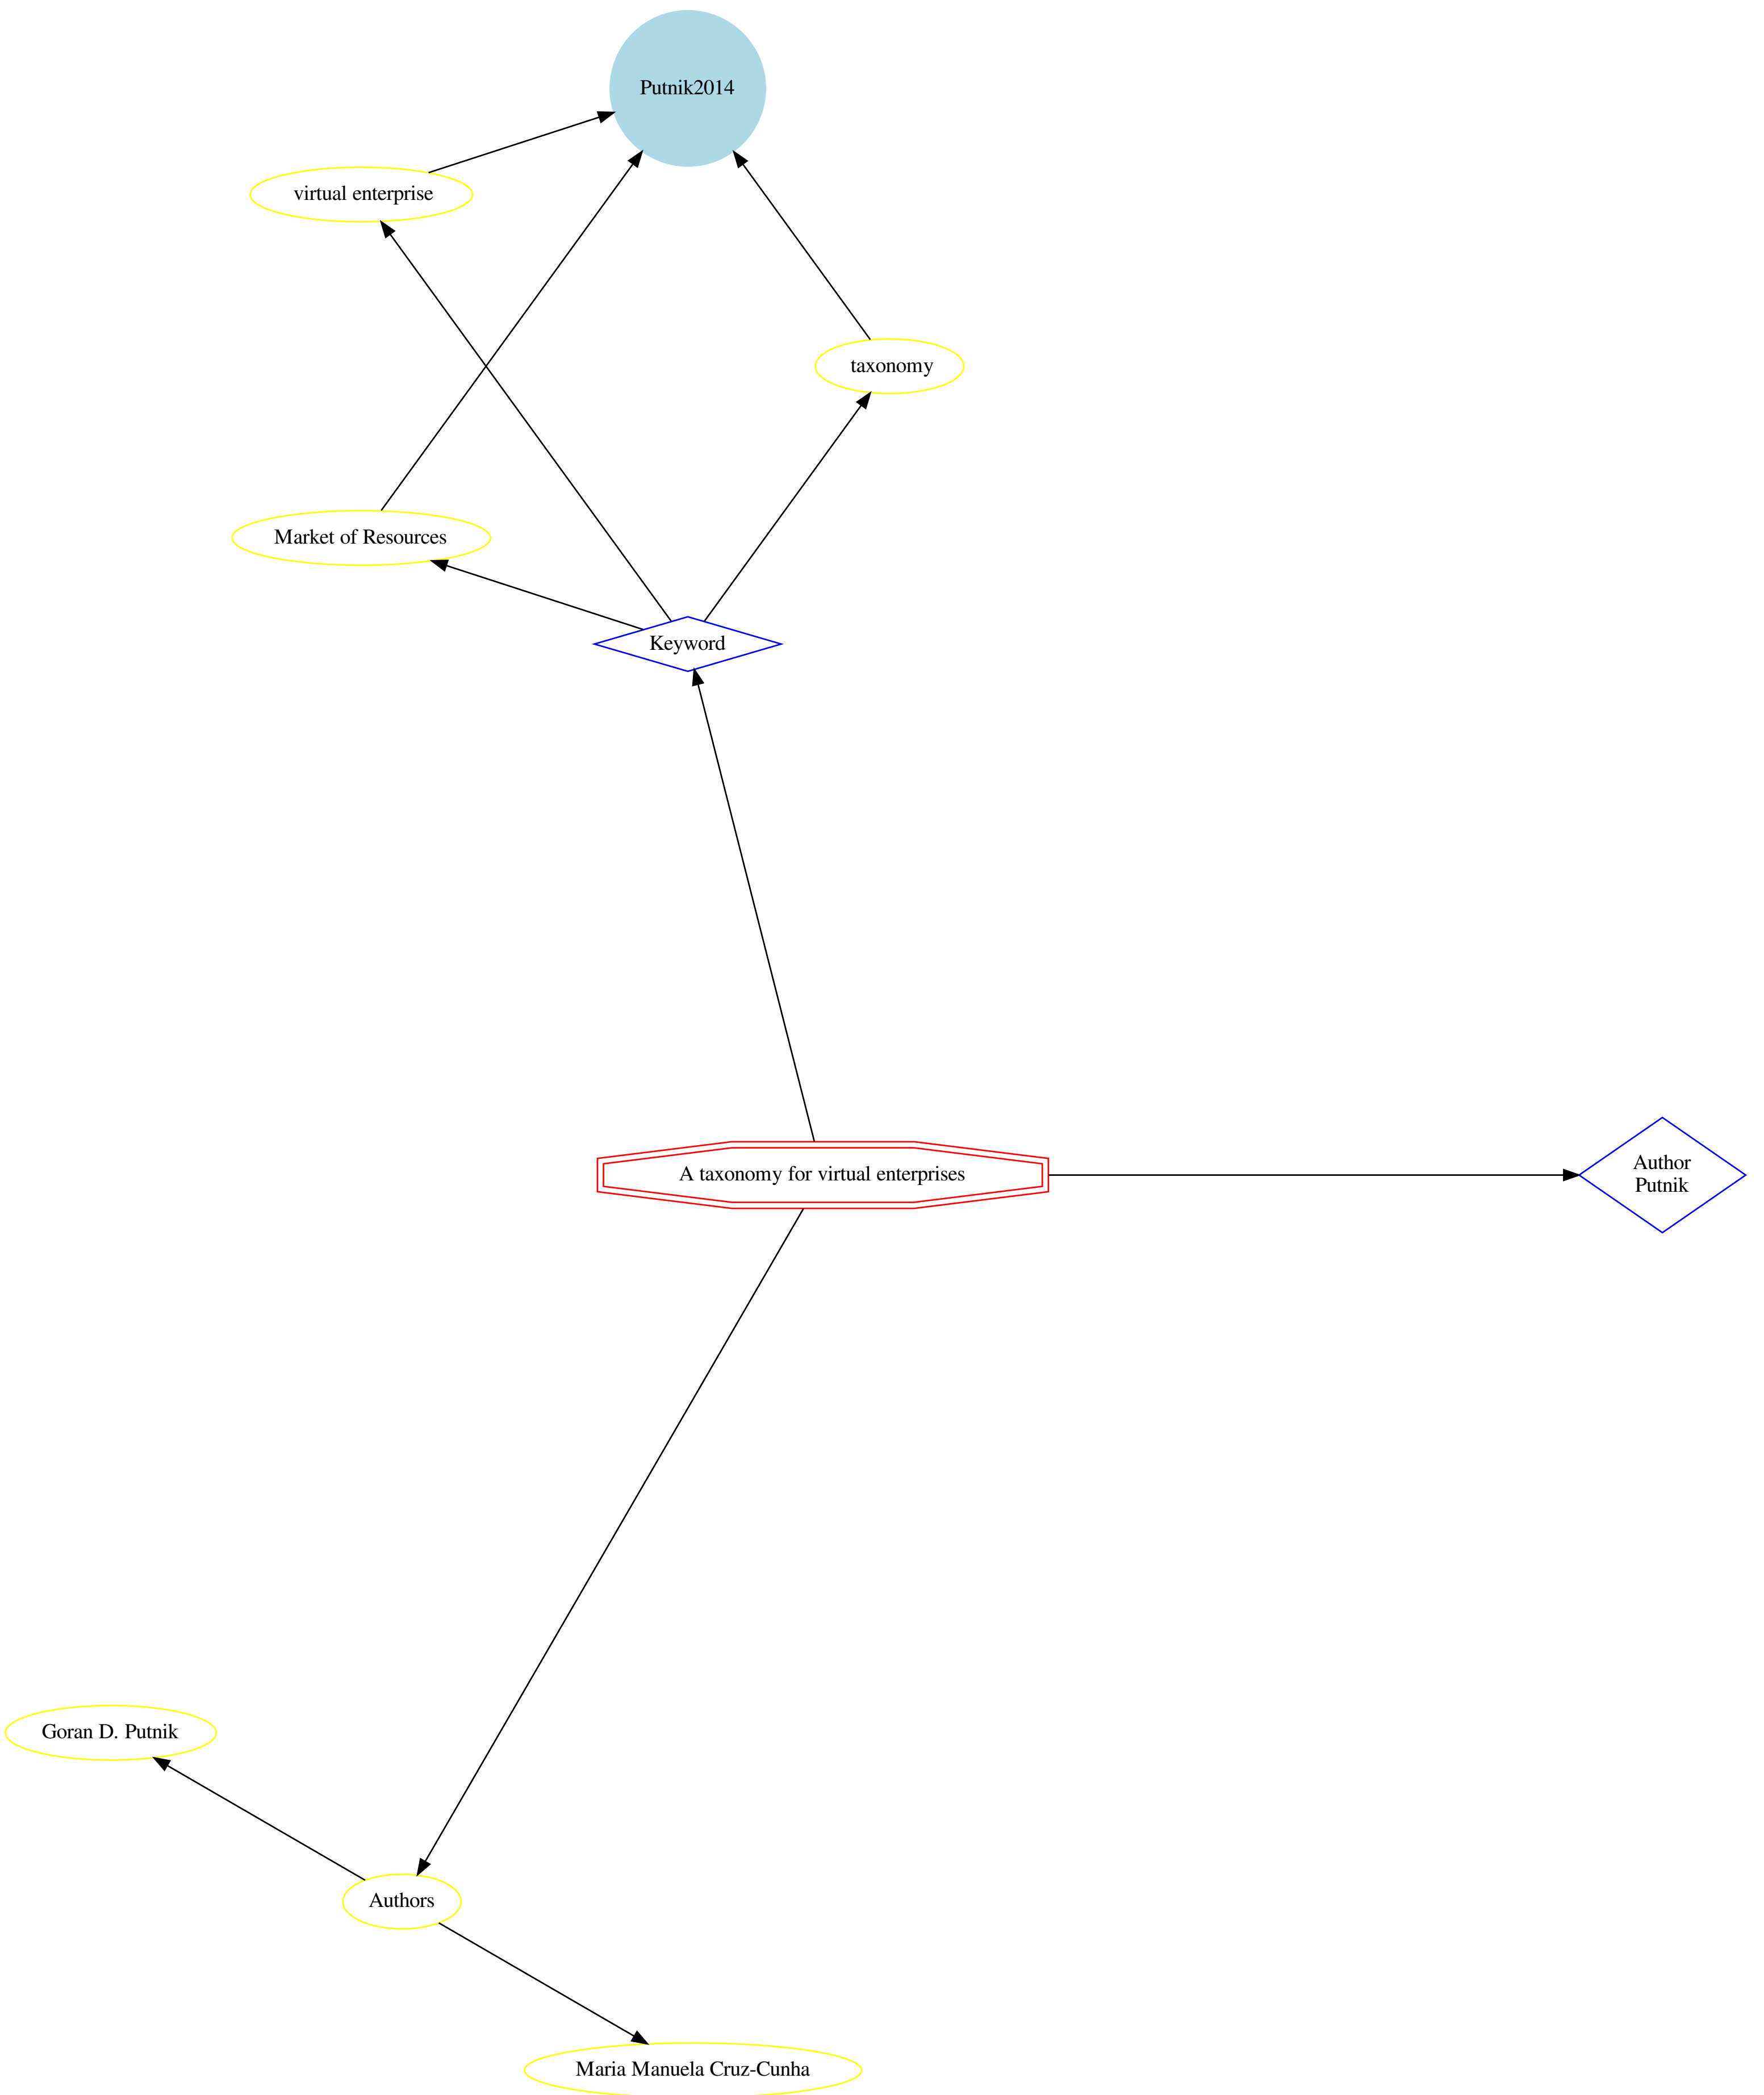 Putnik2014
virtual enterprise
taxonomy
Market of Resources
Keyword
A taxonomy for virtual enterprises
Author
Putnik
Goran D. Putnik
Authors
Maria Manuela Cruz-Cunha